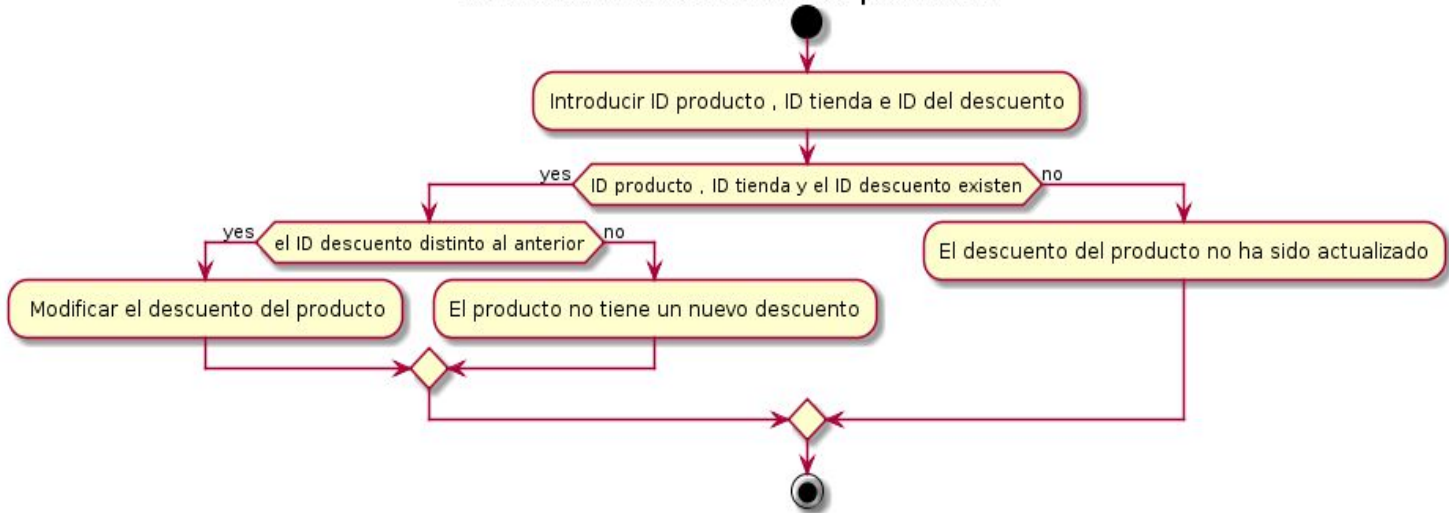 Introducir ID producto , ID tienda e ID del descuento
yes
ID producto , ID tienda y el ID descuento existen
no
yes
el ID descuento distinto al anterior
no
El descuento del producto no ha sido actualizado
Modificar el descuento del producto
El producto no tiene un nuevo descuento